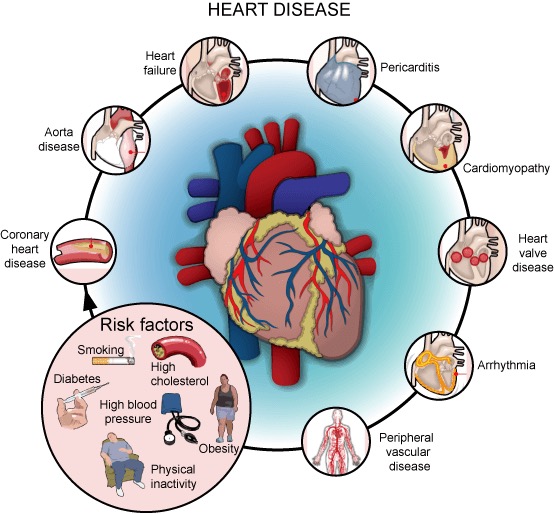 HEART DISEASE
Heart
failure
Pericarditis
Aorta
disease
Cardiomyopathy
Coronary
heart
disease
Heart
valve
disease
Risk factors
Smoking
High
cholesterol
Diabetes
High blood
pressure
Obesity
Physical
inactivity
Arrhythmia
Peripheral
vascular
disease